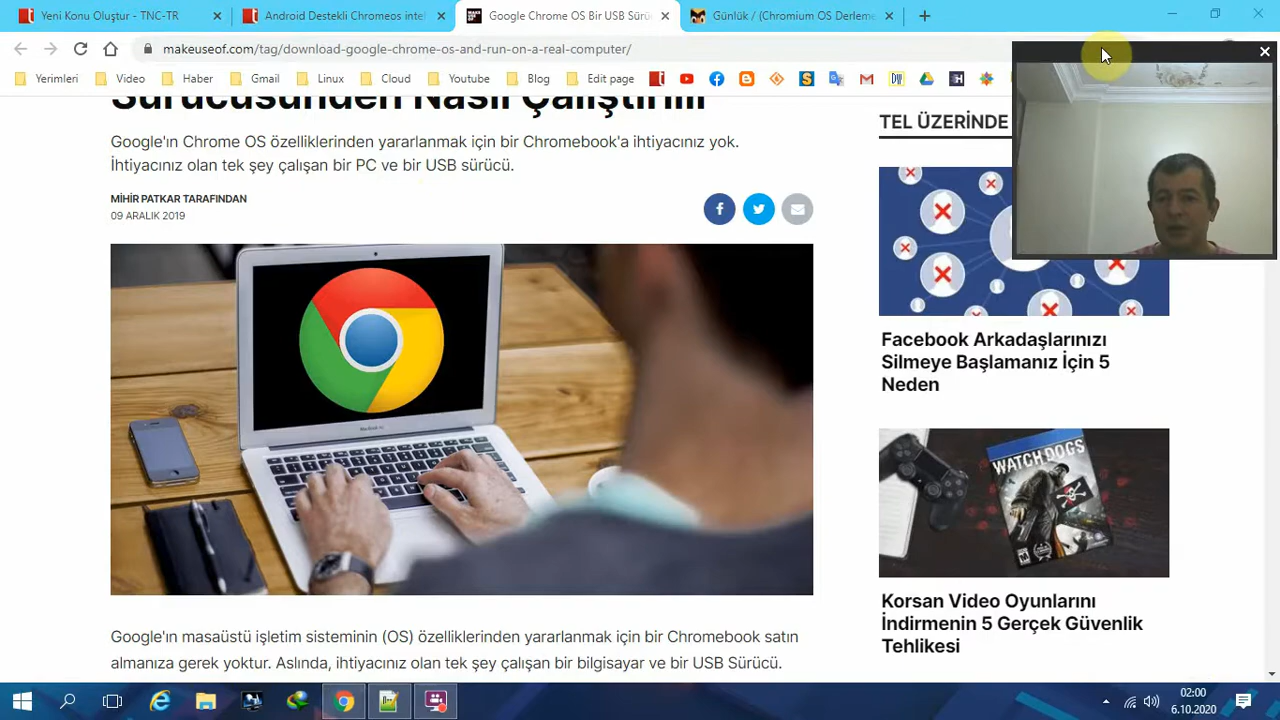 Yeni Konu Oluştur - TNC-TR
Android Destekli Chromeos intel
Google Chrome OS Bir USB Sürü
Günlük / (Chromium OS Derleme
makeuseof.com/tag/download-google-chrome-os-and-run-on-a-real-computer/
Yerimleri
Video
Haber
Gmail
Linux
Cloud
Youtube
Blog
Edit page
Sürücüsünden Nasıl Çalıştırılır
Google'ın Chrome OS özelliklerinden yararlanmak için bir Chromebook'a ihtiyacınız yok.
İhtiyacınız olan tek şey çalışan bir PC ve bir USB sürücü.
MİHİR PATKAR TARAFINDAN
09 ARALIK 2019
Google'ın masaüstü işletim sisteminin (OS) özelliklerinden yararlanmak için bir Chromebook satın
almanıza gerek yoktur. Aslında, ihtiyacınız olan tek şey çalışan bir bilgisayar ve bir USB Sürücü.
TEL ÜZERİNDE
Facebook Arkadaşlarınızı
Silmeye Başlamanız İçin 5
Neden
WATCH DOGS
Korsan Video Oyunlarını
İndirmenin 5 Gerçek Güvenlik
Tehlikesi
02:00
6.10.2020